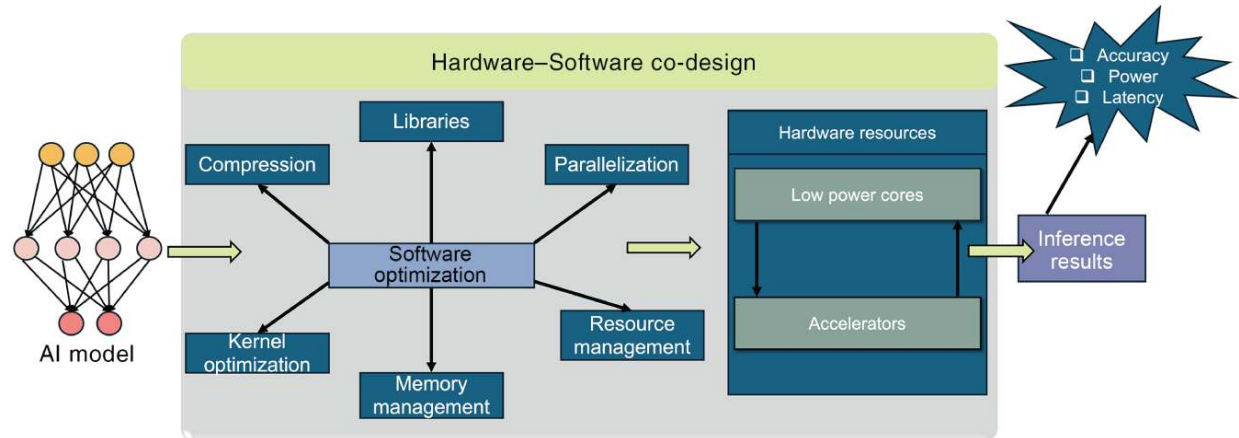 Hardware–Software co-design
❑ Accuracy
❑ Power
❑ Latency
Libraries
Compression
Parallelization
Software
optimization
Kernel
optimization
Memory
management
Resource
management
Hardware resources
Low power cores
Accelerators
Inference
results
AI model